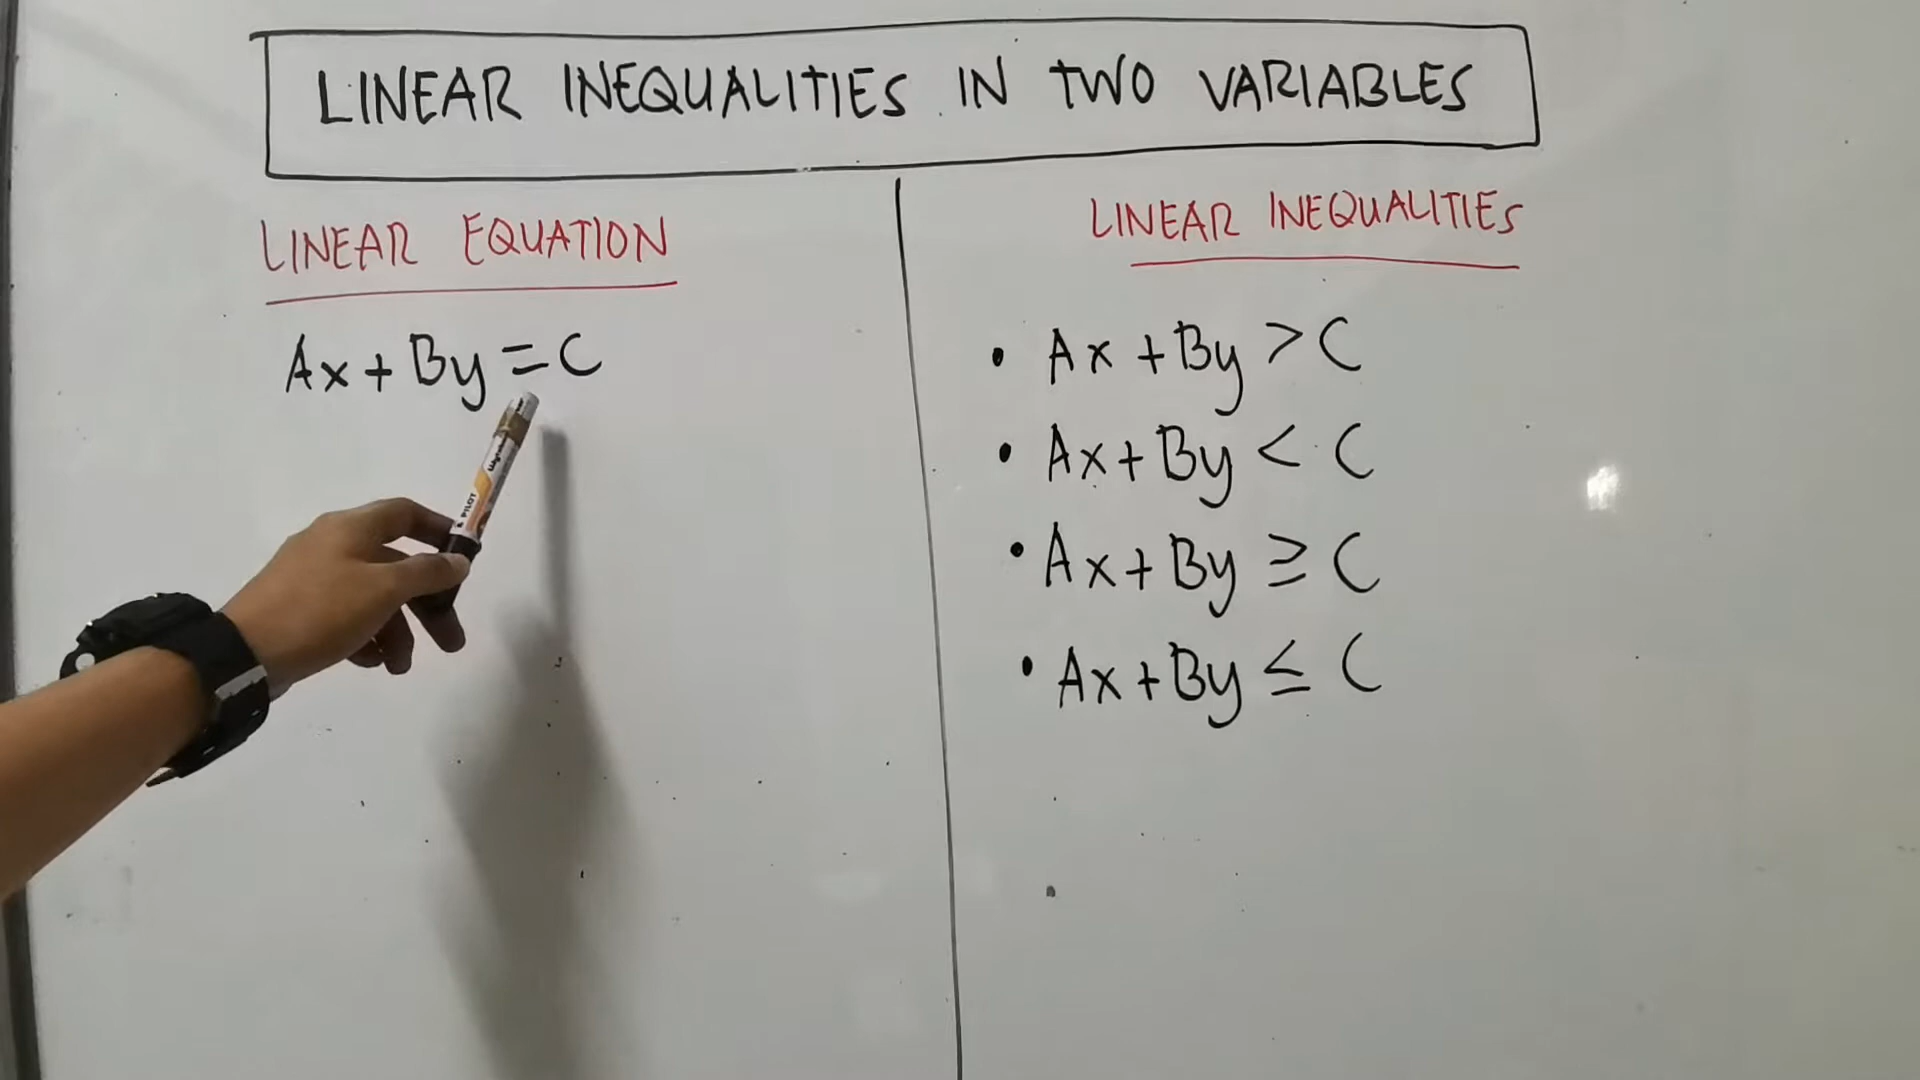 LINEAR INEQUALITIES IN TWO VARIABLES
LINEAR EQUATION
Ax + By = C
LINEAR INEQUALITIES
• Ax + By > C
• Ax + By < C
• Ax + By ≥ C
• Ax + By ≤ C
PILOT